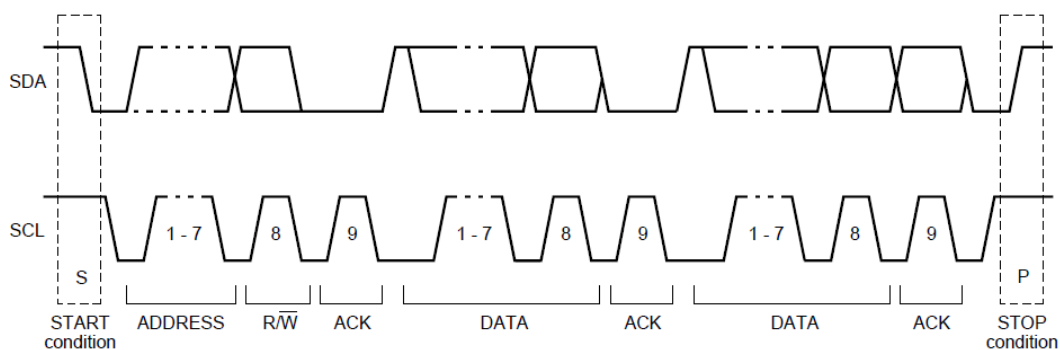 SDA
SCL
1 - 7
8
9
1 - 7
8
9
1 - 7
8
9
S
P
START
condition
ADDRESS
R/W̅
ACK
DATA
ACK
DATA
ACK
STOP
condition